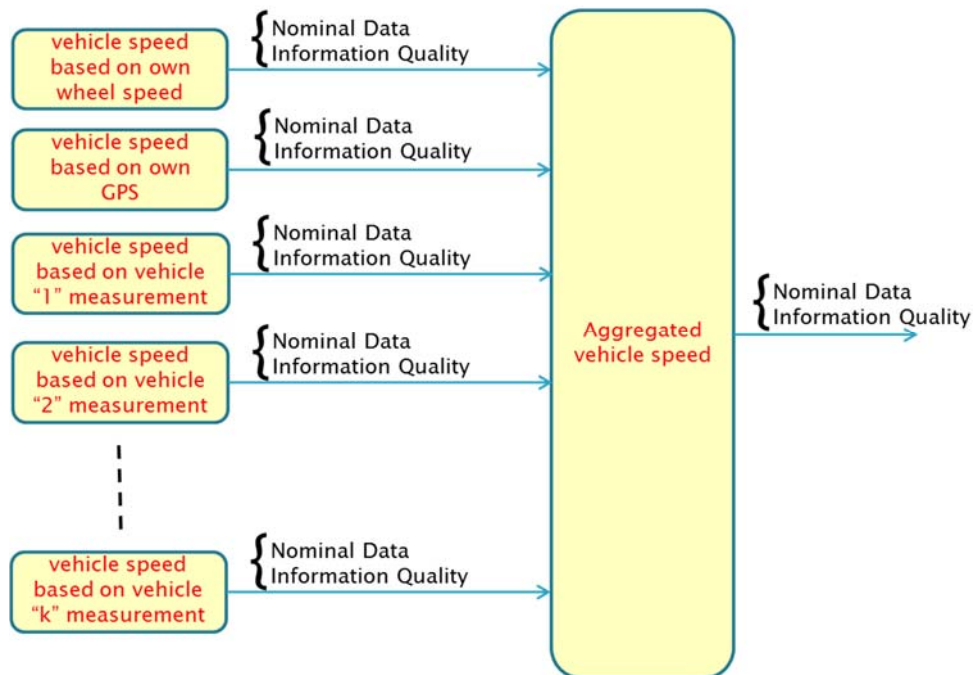 vehicle speed
based on own
wheel speed
Nominal Data
Information Quality
vehicle speed
based on own
GPS
Nominal Data
Information Quality
vehicle speed
based on vehicle
“1” measurement
Nominal Data
Information Quality
vehicle speed
based on vehicle
“2” measurement
Nominal Data
Information Quality
vehicle speed
based on vehicle
“k” measurement
Nominal Data
Information Quality
Aggregated
vehicle speed
Nominal Data
Information Quality